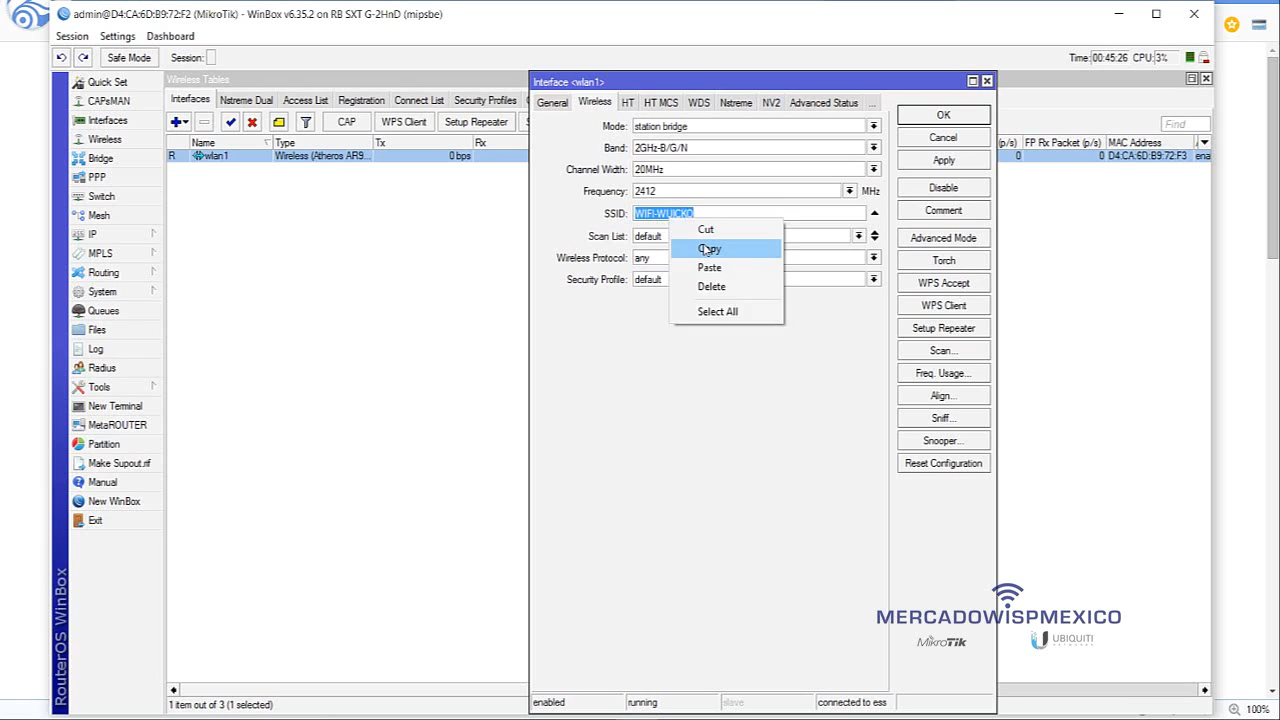 admin@D4:CA:6D:B9:72:F2 (MikroTik) - WinBox v6.35.2 on RB SXT G-2HnD (mipsbe)
Session Settings Dashboard
Safe Mode Session: Time: 00:45:26 CPU: 3%
Quick Set
CAPsMAN
Interfaces
Wireless
Bridge
PPP
Switch
Mesh
IP
MPLS
Routing
System
Queues
Files
Log
Radius
Tools
New Terminal
MetaROUTER
Partition
Make Supout.rif
Manual
New WinBox
Exit
RouterOS WinBox
Wireless Tables
Interfaces Nstreme Dual Access List Registration Connect List Security Profiles
CAP WPS Client Setup Repeater Find
Name Type Tx Rx (p/s) FP Rx Packet (p/s) MAC Address
R wlan1 Wireless (Atheros AR9... 0 bps 0 0 D4:CA:6D:B9:72:F3 ena
1 item out of 3 (1 selected)
Interface <wlan1>
General Wireless HT HT MCS WDS Nstreme NV2 Advanced Status ...
Mode: station bridge
Band: 2GHz-B/G/N
Channel Width: 20MHz
Frequency: 2412 MHz
SSID: WIFI-WUICKO
Scan List: default
Wireless Protocol: any
Security Profile: default
Cut
Copy
Paste
Delete
Select All
OK
Cancel
Apply
Disable
Comment
Advanced Mode
Torch
WPS Accept
WPS Client
Setup Repeater
Scan...
Freq. Usage...
Align...
Sniff...
Snooper...
Reset Configuration
enabled running slave connected to ess
MERCADOWISPMEXICO
MikroTik UBIQUITI
NETWORKS
100%